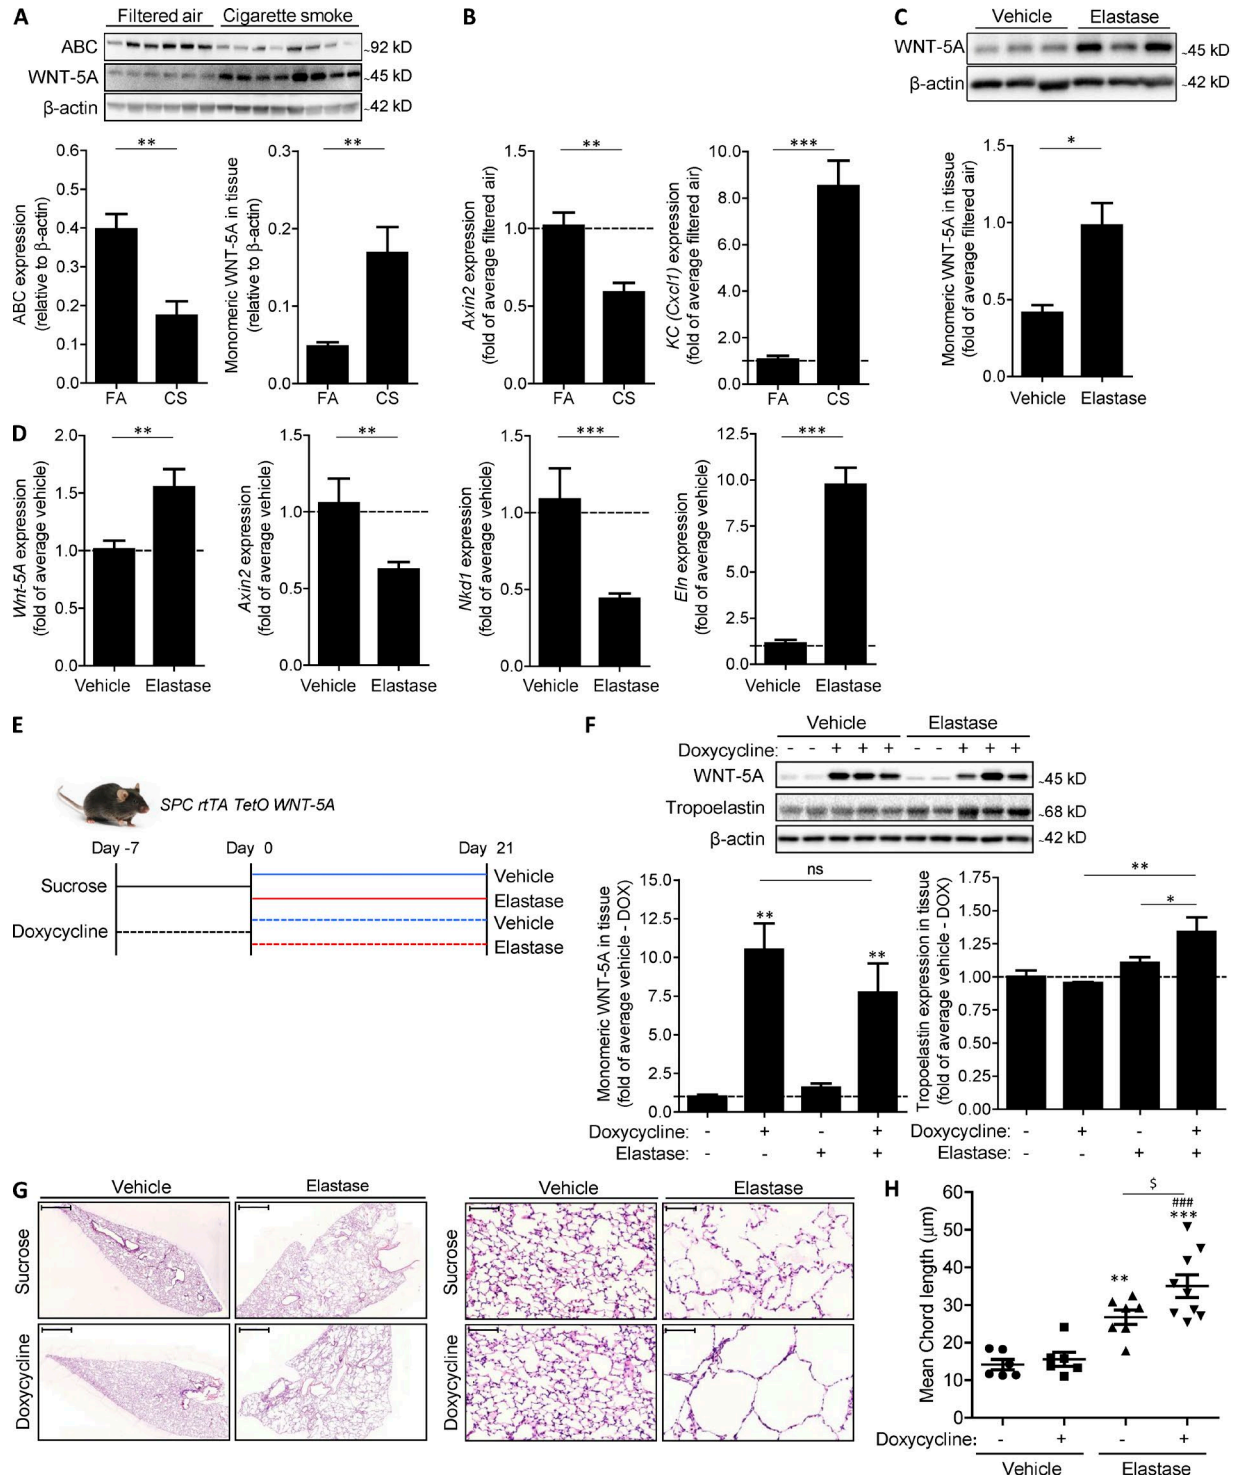 A
Filtered air Cigarette smoke
ABC
~92 kD
WNT-5A
~45 kD
β-actin
~42 kD
**
ABC expression
(relative to β-actin)
0.6
0.5
0.4
0.3
0.2
0.1
0.0
FA CS
**
Monomeric WNT-5A in tissue
(relative to β-actin)
0.3
0.2
0.1
0.0
FA CS
B
**
Axin2 expression
(fold of average filtered air)
1.5
1.0
0.5
0.0
FA CS
***
KC (Cxcl1) expression
(fold of average filtered air)
10.0
8.0
6.0
4.0
2.0
0.0
FA CS
C
Vehicle Elastase
WNT-5A
~45 kD
β-actin
~42 kD
*
Monomeric WNT-5A in tissue
(fold of average filtered air)
1.5
1.0
0.5
0.0
Vehicle Elastase
D
**
Wnt-5A expression
(fold of average vehicle)
2.0
1.5
1.0
0.5
0.0
Vehicle Elastase
**
Axin2 expression
(fold of average vehicle)
1.5
1.0
0.5
0.0
Vehicle Elastase
***
Nkd1 expression
(fold of average vehicle)
1.5
1.0
0.5
0.0
Vehicle Elastase
***
Eln expression
(fold of average vehicle)
12.5
10.0
7.5
5.0
2.5
0.0
Vehicle Elastase
E
SPC rtTA TetO WNT-5A
Day -7 Day 0 Day 21
Sucrose
Doxycycline
Vehicle
Elastase
Vehicle
Elastase
F
Vehicle Elastase
Doxycycline: - - + + + - - + + +
WNT-5A
~45 kD
Tropoelastin
~68 kD
β-actin
~42 kD
ns
** **
Monomeric WNT-5A in tissue
(fold of average vehicle - DOX)
15.0
12.5
10.0
7.5
5.0
2.5
0.0
Doxycycline: - + - +
Elastase: - - + +
**
*
Tropoelastin expression in tissue
(fold of average vehicle - DOX)
1.75
1.50
1.25
1.00
0.75
0.50
0.25
0.00
Doxycycline: - + - +
Elastase: - - + +
G
Vehicle Elastase
Sucrose
Doxycycline
Vehicle Elastase
Sucrose
Doxycycline
H
$
###
***
**
Mean Chord length (μm)
60
50
40
30
20
10
0
Doxycycline: - + - +
Vehicle Elastase